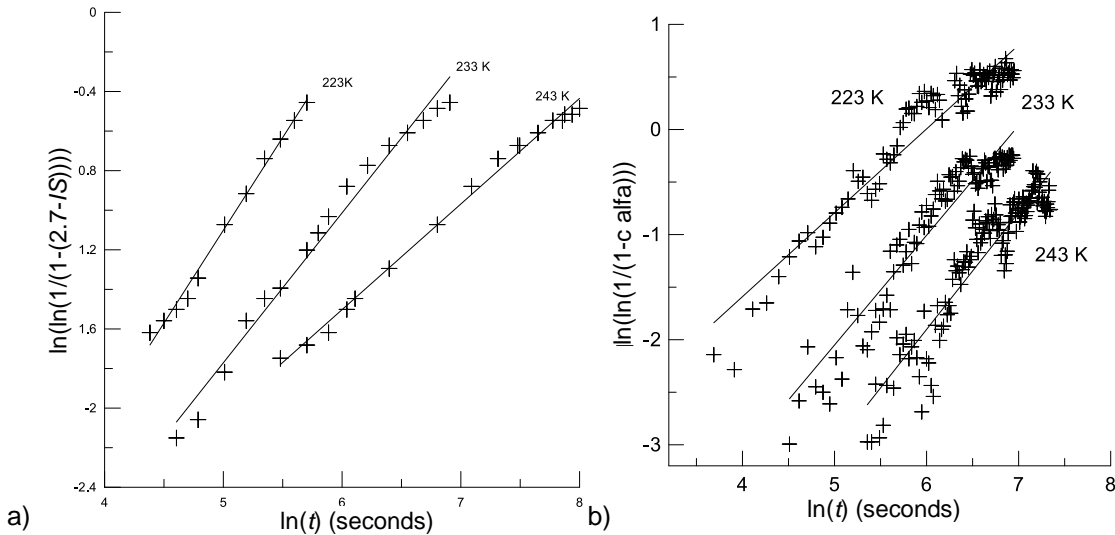 0
-0.4
0.8
1.2
1.6
-2
-2.4
ln(ln(1/(1-(2.7-IS))))
223K
233 K
243 K
4
5
6
7
8
ln(t) (seconds)
a)
1
0
-1
-2
-3
ln(ln(1/(1-c alfa)))
223 K
233 K
243 K
4
5
6
7
8
ln(t) (seconds)
b)